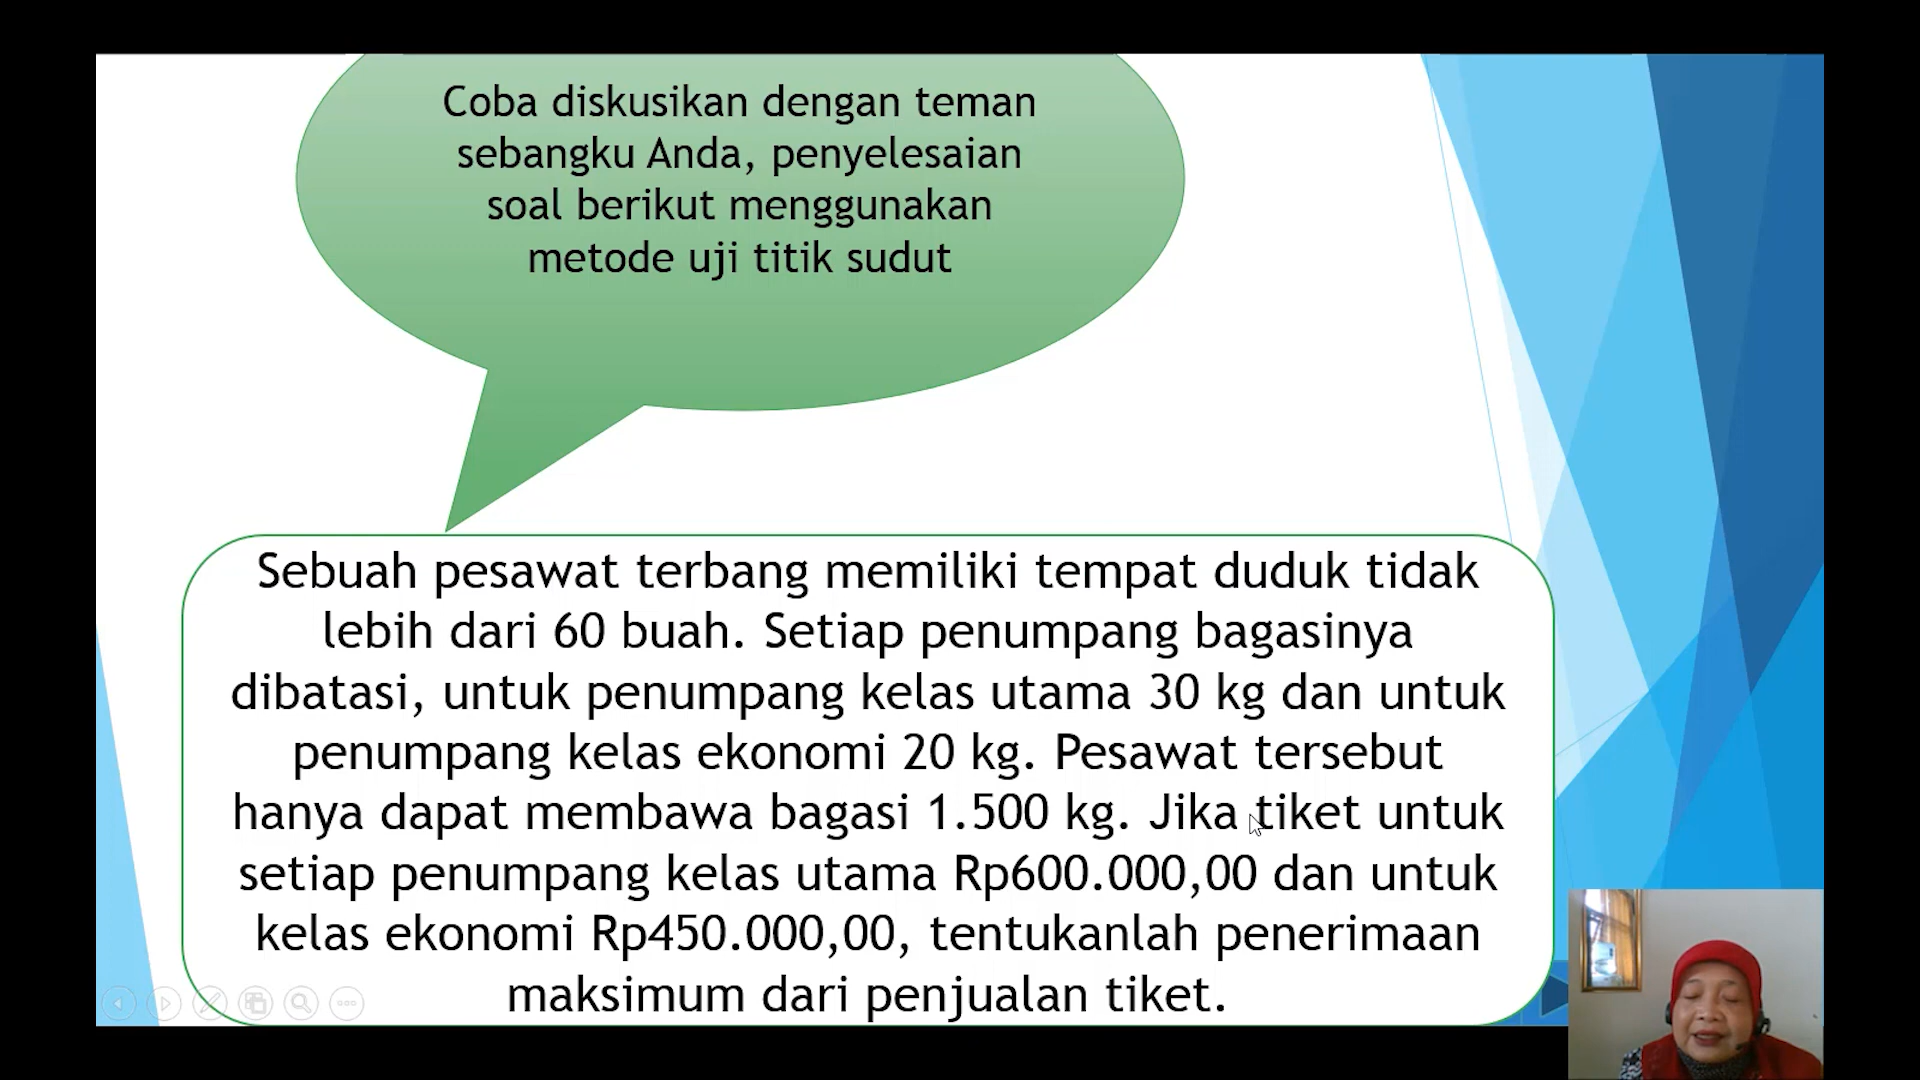 Coba diskusikan dengan teman
sebangku Anda, penyelesaian
soal berikut menggunakan
metode uji titik sudut
Sebuah pesawat terbang memiliki tempat duduk tidak
lebih dari 60 buah. Setiap penumpang bagasinya
dibatasi, untuk penumpang kelas utama 30 kg dan untuk
penumpang kelas ekonomi 20 kg. Pesawat tersebut
hanya dapat membawa bagasi 1.500 kg. Jika tiket untuk
setiap penumpang kelas utama Rp600.000,00 dan untuk
kelas ekonomi Rp450.000,00, tentukanlah penerimaan
maksimum dari penjualan tiket.